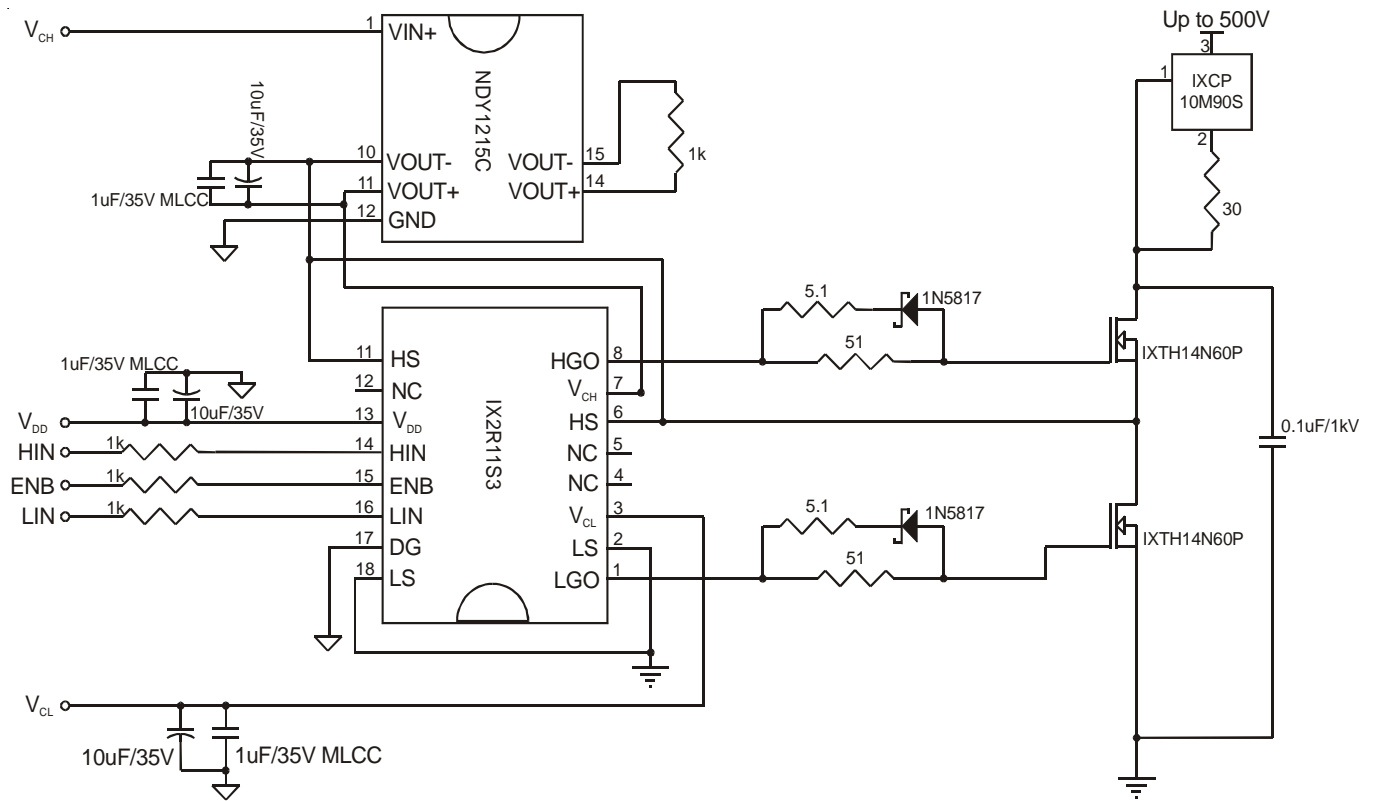 V_CH
1
VIN+
NDY1215C
10uF/35V
1uF/35V MLCC
10
VOUT-
11
VOUT+
12
GND
VOUT-
15
VOUT+
14
1k
Up to 500V
3
1
IXCP
10M90S
2
30
1uF/35V MLCC
10uF/35V
V_DD
HIN
1k
ENB
1k
LIN
1k
11
HS
12
NC
13
V_DD
14
HIN
15
ENB
16
LIN
17
DG
18
LS
IX2R11S3
HGO
8
V_CH
7
HS
6
NC
5
NC
4
V_CL
3
LS
2
LGO
1
5.1
1N5817
51
IXTH14N60P
0.1uF/1kV
5.1
1N5817
51
IXTH14N60P
V_CL
10uF/35V
1uF/35V MLCC